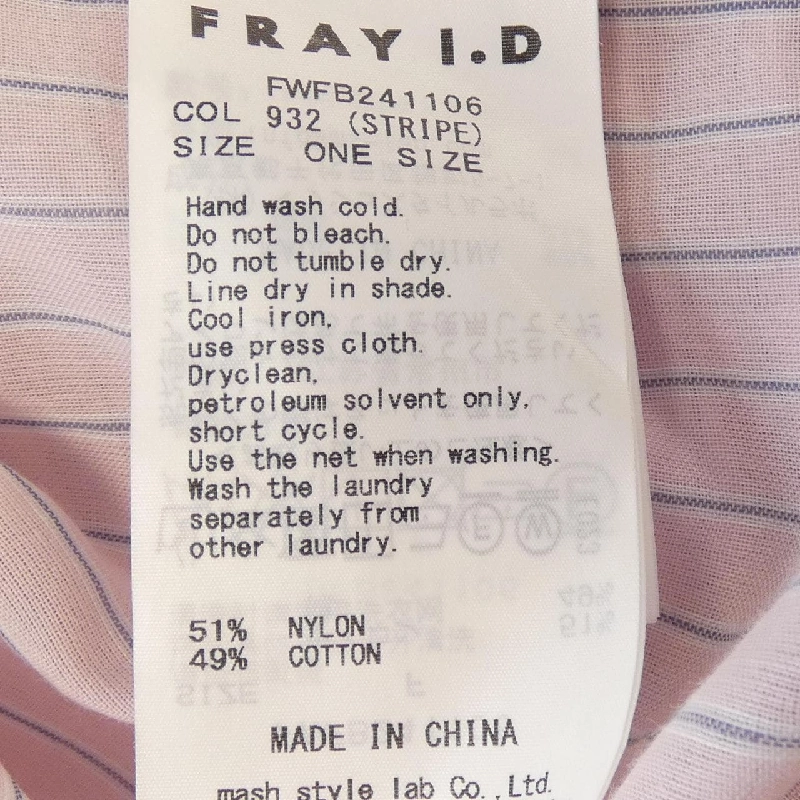 FRAY I.D
FWFB241106
COL 932 (STRIPE)
SIZE ONE SIZE
Hand wash cold.
Do not bleach.
Do not tumble dry.
Line dry in shade.
Cool iron,
use press cloth.
Dryclean,
petroleum solvent only,
short cycle.
Use the net when washing.
Wash the laundry
separately from
other laundry.
51% NYLON
49% COTTON
MADE IN CHINA
mash style lab Co.,Ltd.